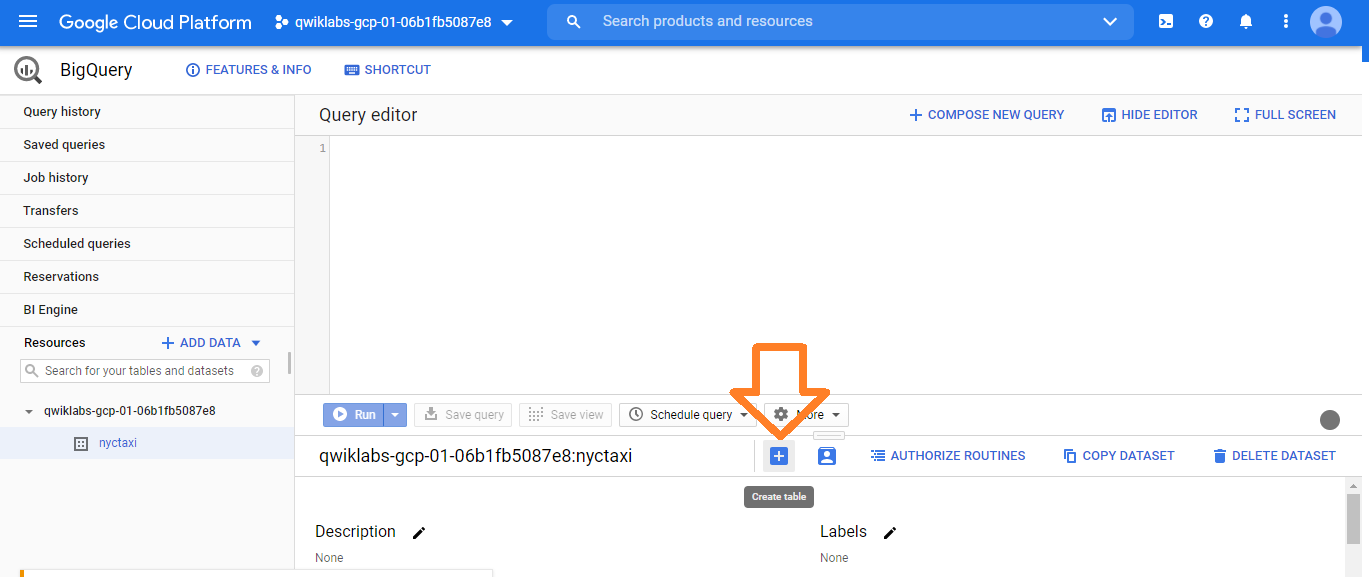 Google Cloud Platform qwiklabs-gcp-01-06b1fb5087e8 Search products and resources
BigQuery FEATURES & INFO SHORTCUT
Query history
Saved queries
Job history
Transfers
Scheduled queries
Reservations
BI Engine
Resources ADD DATA
Search for your tables and datasets
qwiklabs-gcp-01-06b1fb5087e8
nyctaxi
Query editor COMPOSE NEW QUERY HIDE EDITOR FULL SCREEN
1
Run Save query Save view Schedule query More
qwiklabs-gcp-01-06b1fb5087e8:nyctaxi AUTHORIZE ROUTINES COPY DATASET DELETE DATASET
Create table
Description Labels
None None